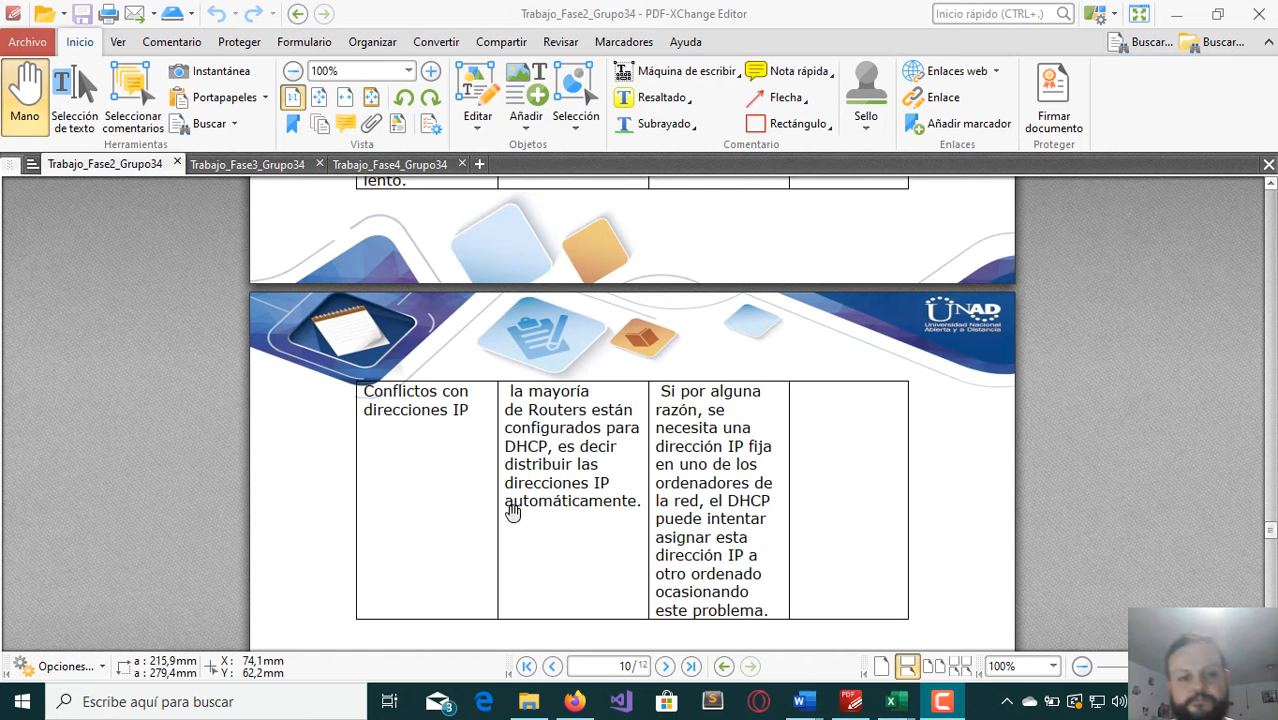 Trabajo_Fase2_Grupo34 - PDF-XChange Editor
Inicio rápido (CTRL+.)
Archivo
Inicio
Ver
Comentario
Proteger
Formulario
Organizar
Convertir
Compartir
Revisar
Marcadores
Ayuda
Buscar...
Buscar...
Mano
Selección
de texto
Seleccionar
comentarios
Instantánea
Portapapeles
Buscar
Herramientas
100%
1:1
Vista
Editar
Añadir
Selección
Objetos
Máquina de escribir
Resaltado
Subrayado
Nota rápida
Flecha
Rectángulo
Sello
Comentario
Enlaces web
Enlace
Añadir marcador
Enlaces
Firmar
documento
Proteger
Trabajo_Fase2_Grupo34
Trabajo_Fase3_Grupo34
Trabajo_Fase4_Grupo34
lento.
UNAD
Universidad Nacional
Abierta y a Distancia
Conflictos con
direcciones IP
la mayoría
de Routers están
configurados para
DHCP, es decir
distribuir las
direcciones IP
automáticamente.
Si por alguna
razón, se
necesita una
dirección IP fija
en uno de los
ordenadores de
la red, el DHCP
puede intentar
asignar esta
dirección IP a
otro ordenado
ocasionando
este problema.
Opciones...
a : 215,9mm
a : 279,4mm
X: 74,1mm
Y: 62,2mm
10 / 12
100%
Escribe aquí para buscar
3